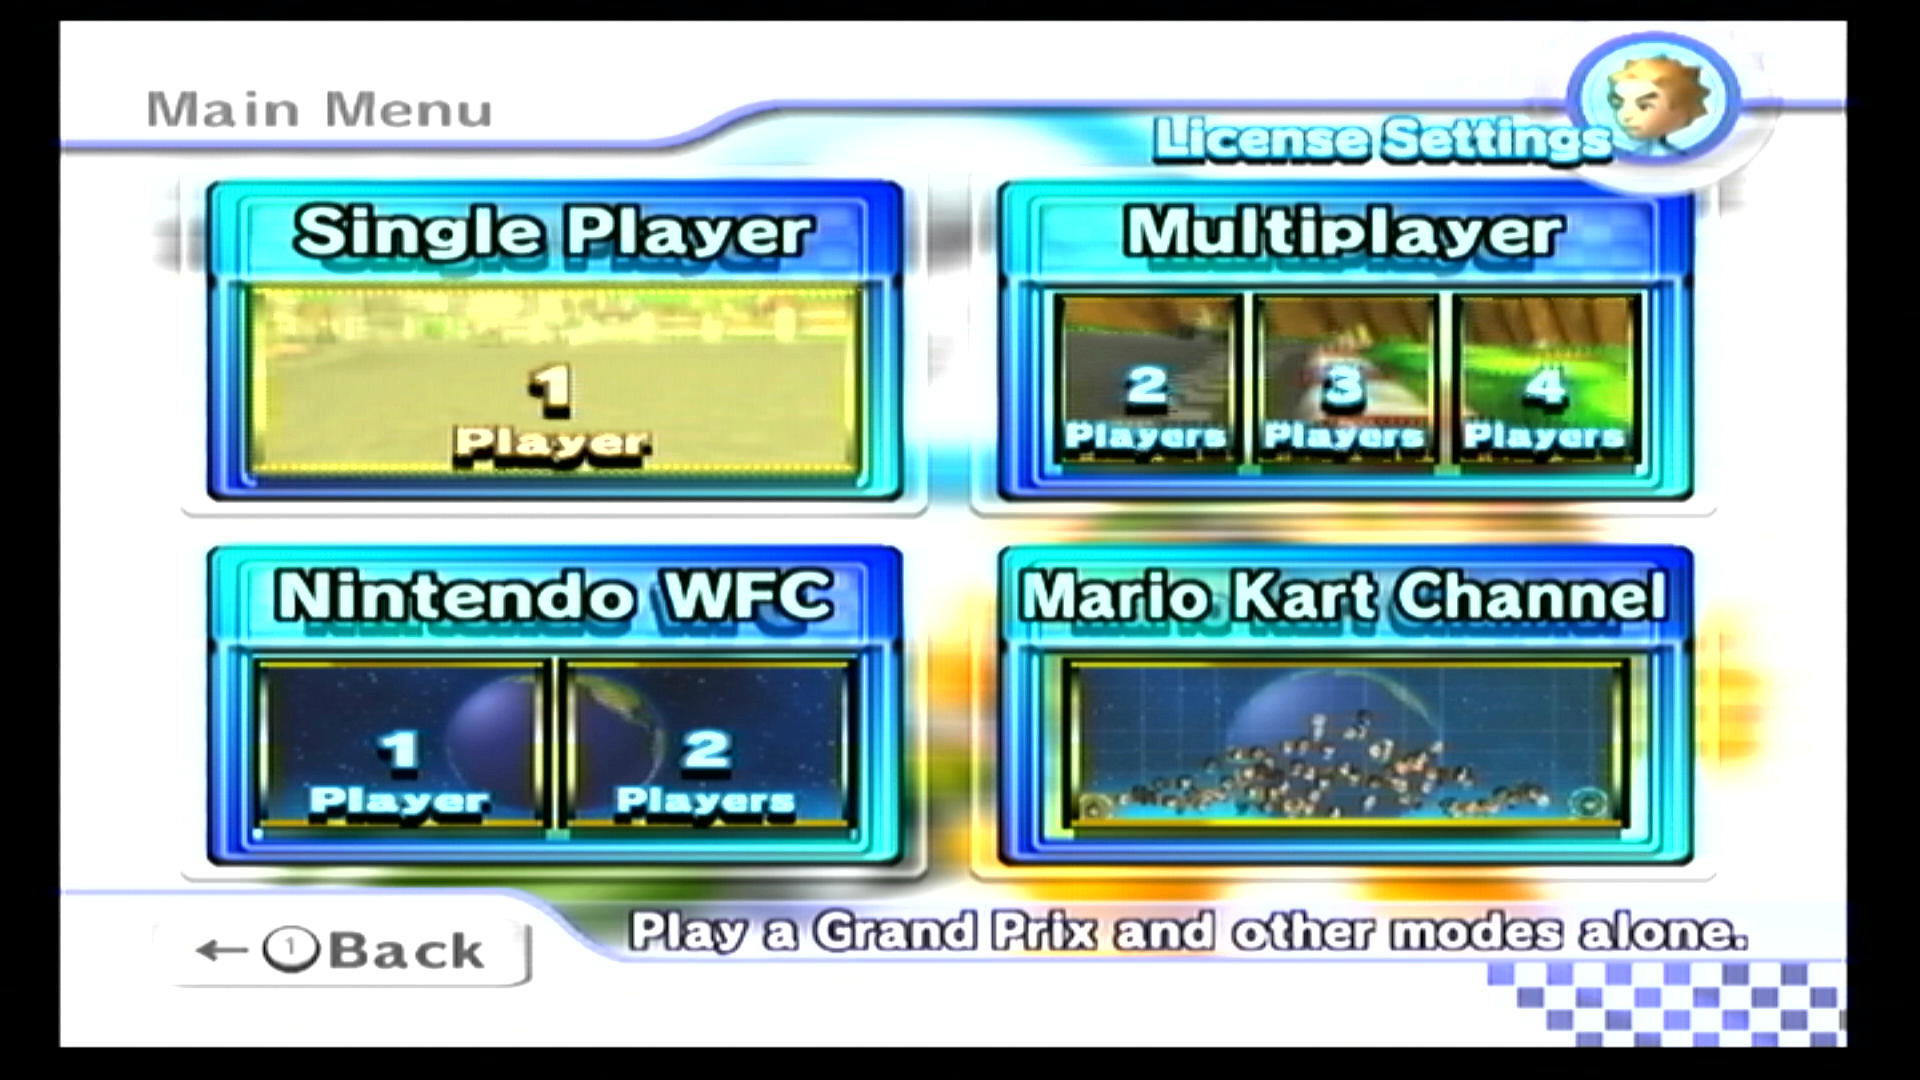 Main Menu
License Settings
Single Player
1
Player
Multiplayer
2
Players
3
Players
4
Players
Nintendo WFC
1
Player
2
Players
Mario Kart Channel
← 1 Back
Play a Grand Prix and other modes alone.